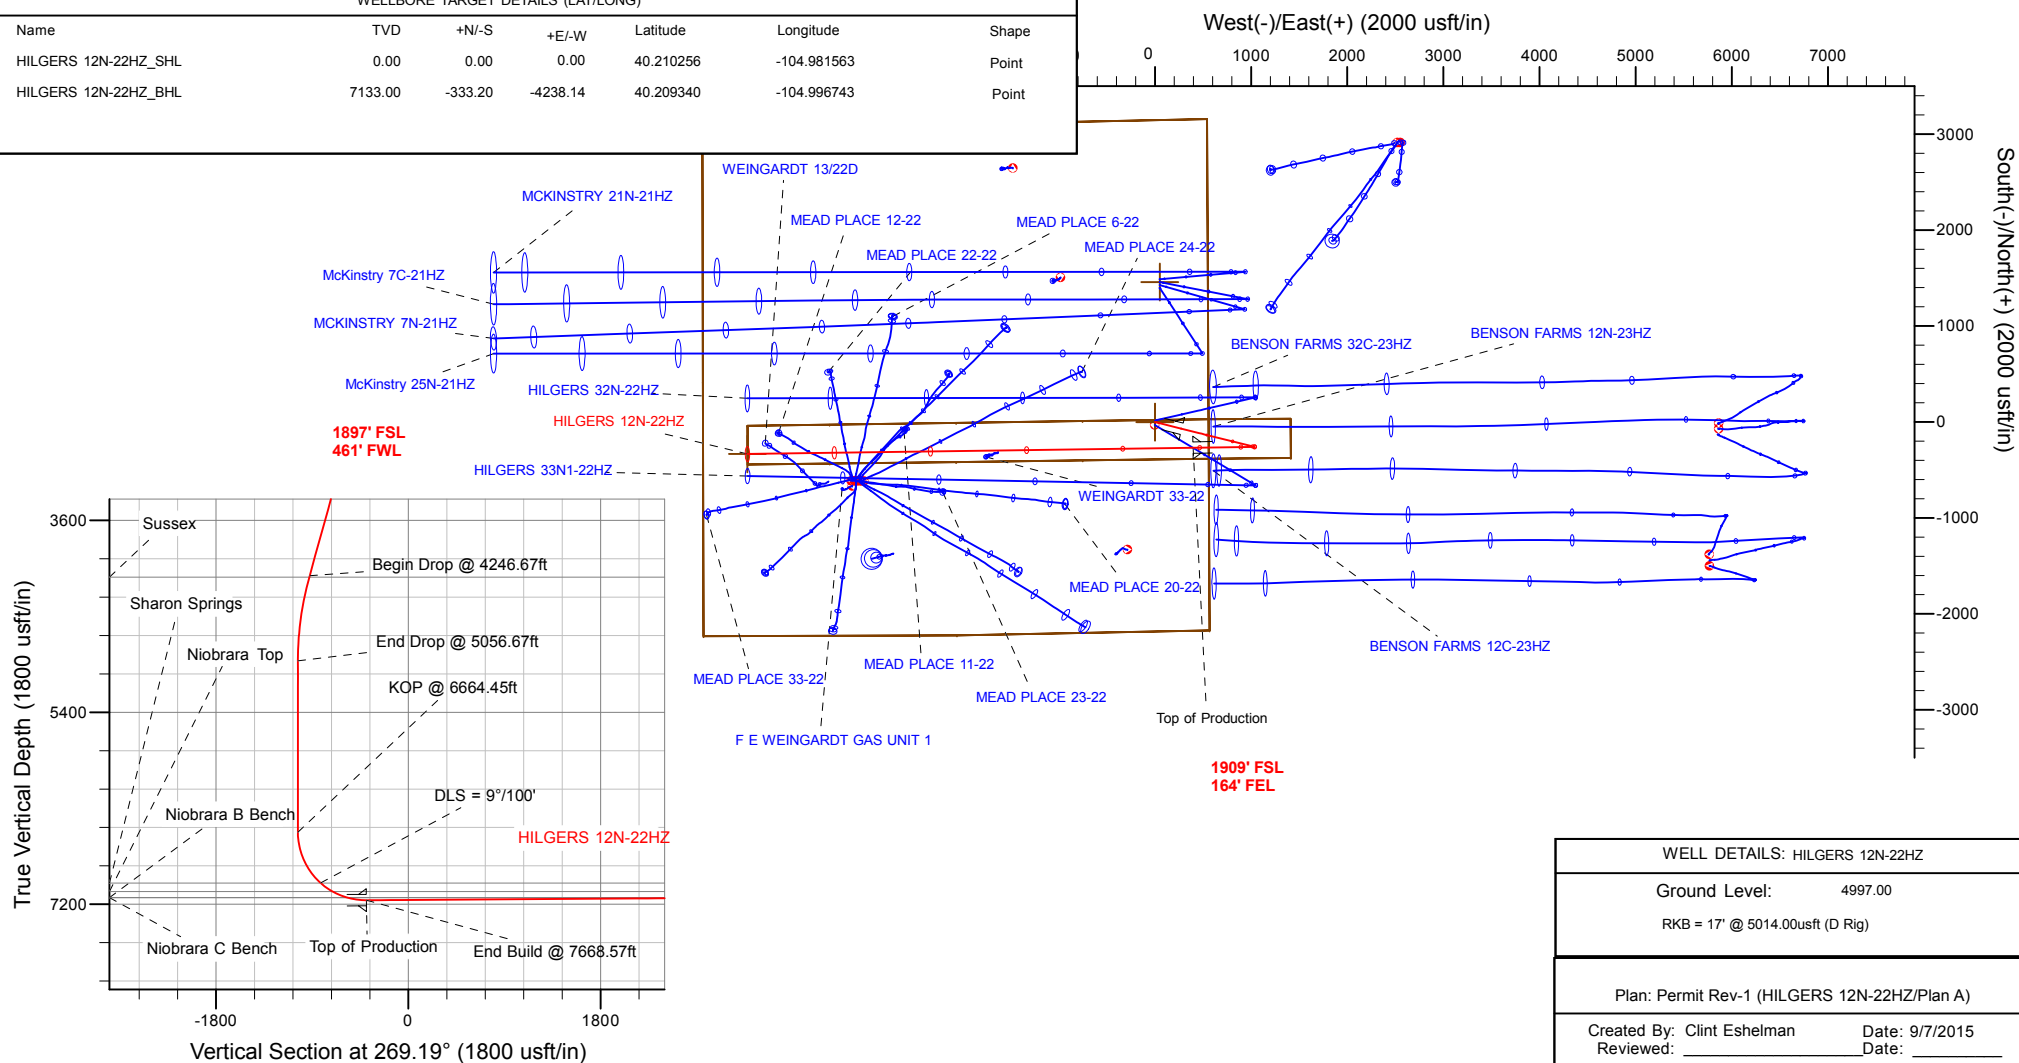 WELLBORE TARGET DETAILS (LAT/LONG)
Name TVD +N/-S +E/-W Latitude Longitude Shape
HILGERS 12N-22HZ_SHL 0.00 0.00 0.00 40.210256 -104.981563 Point
HILGERS 12N-22HZ_BHL 7133.00 -333.20 -4238.14 40.209340 -104.996743 Point
West(-)/East(+) (2000 usft/in)
0 1000 2000 3000 4000 5000 6000 7000
South(-)/North(+) (2000 usft/in)
3000
2000
1000
0
-1000
-2000
-3000
WEINGARDT 13/22D
MCKINSTRY 21N-21HZ
MEAD PLACE 12-22
MEAD PLACE 6-22
MEAD PLACE 22-22
MEAD PLACE 24-22
McKinstry 7C-21HZ
MCKINSTRY 7N-21HZ
BENSON FARMS 12N-23HZ
BENSON FARMS 32C-23HZ
McKinstry 25N-21HZ
HILGERS 32N-22HZ
HILGERS 12N-22HZ
1897' FSL
461' FWL
HILGERS 33N1-22HZ
WEINGARDT 33-22
MEAD PLACE 20-22
BENSON FARMS 12C-23HZ
MEAD PLACE 11-22
MEAD PLACE 33-22
MEAD PLACE 23-22
Top of Production
F E WEINGARDT GAS UNIT 1
1909' FSL
164' FEL
True Vertical Depth (1800 usft/in)
3600
5400
7200
Sussex
Begin Drop @ 4246.67ft
Sharon Springs
End Drop @ 5056.67ft
Niobrara Top
KOP @ 6664.45ft
DLS = 9°/100'
Niobrara B Bench
HILGERS 12N-22HZ
Niobrara C Bench
Top of Production
End Build @ 7668.57ft
-1800 0 1800
Vertical Section at 269.19° (1800 usft/in)
WELL DETAILS: HILGERS 12N-22HZ
Ground Level: 4997.00
RKB = 17' @ 5014.00usft (D Rig)
Plan: Permit Rev-1 (HILGERS 12N-22HZ/Plan A)
Created By: Clint Eshelman Date: 9/7/2015
Reviewed: Date: